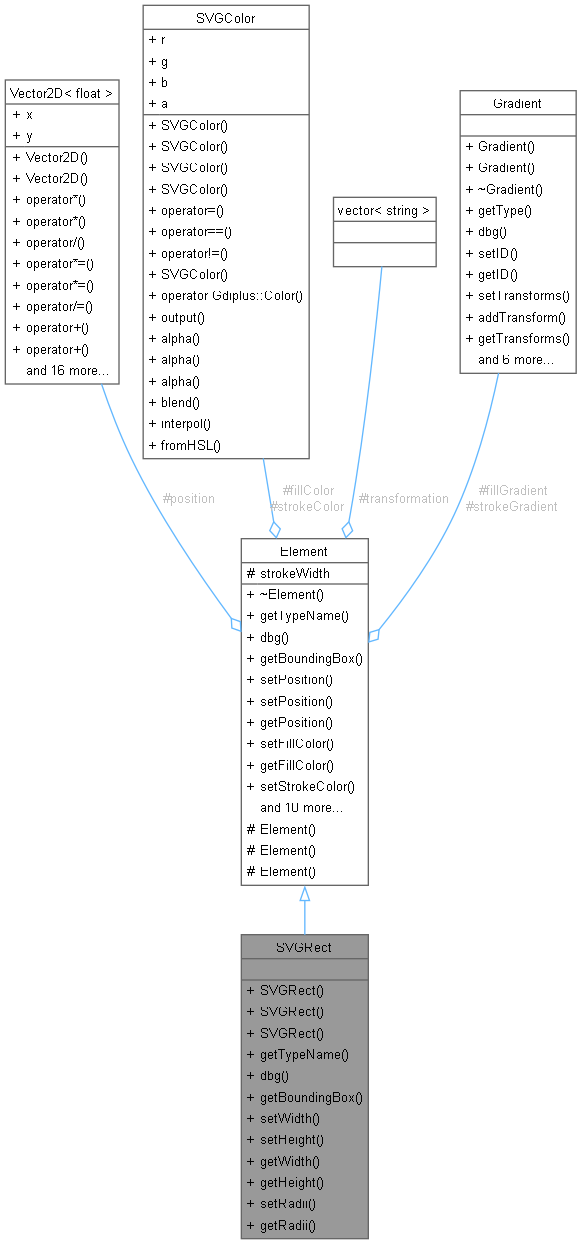 SVGColor
+ r
+ g
+ b
+ a
+ SVGColor()
+ SVGColor()
+ SVGColor()
+ SVGColor()
+ operator=()
+ operator==()
+ operator!=()
+ SVGColor()
+ operator Gdiplus::Color()
+ output()
+ alpha()
+ alpha()
+ alpha()
+ blend()
+ interpol()
+ fromHSL()
Vector2D< float >
+ x
+ y
+ Vector2D()
+ Vector2D()
+ operator*()
+ operator*()
+ operator/()
+ operator*=()
+ operator*=()
+ operator/=()
+ operator+()
+ operator+()
and 16 more...
vector< string >
Gradient
+ Gradient()
+ Gradient()
+ ~Gradient()
+ getType()
+ dbg()
+ setID()
+ getID()
+ setTransforms()
+ addTransform()
+ getTransforms()
and 6 more...
#position
#fillColor
#strokeColor
#transformation
#fillGradient
#strokeGradient
Element
# strokeWidth
+ ~Element()
+ getTypeName()
+ dbg()
+ getBoundingBox()
+ setPosition()
+ setPosition()
+ getPosition()
+ setFillColor()
+ getFillColor()
+ setStrokeColor()
and 10 more...
# Element()
# Element()
# Element()
SVGRect
+ SVGRect()
+ SVGRect()
+ SVGRect()
+ getTypeName()
+ dbg()
+ getBoundingBox()
+ setWidth()
+ setHeight()
+ getWidth()
+ getHeight()
+ setRadii()
+ getRadii()